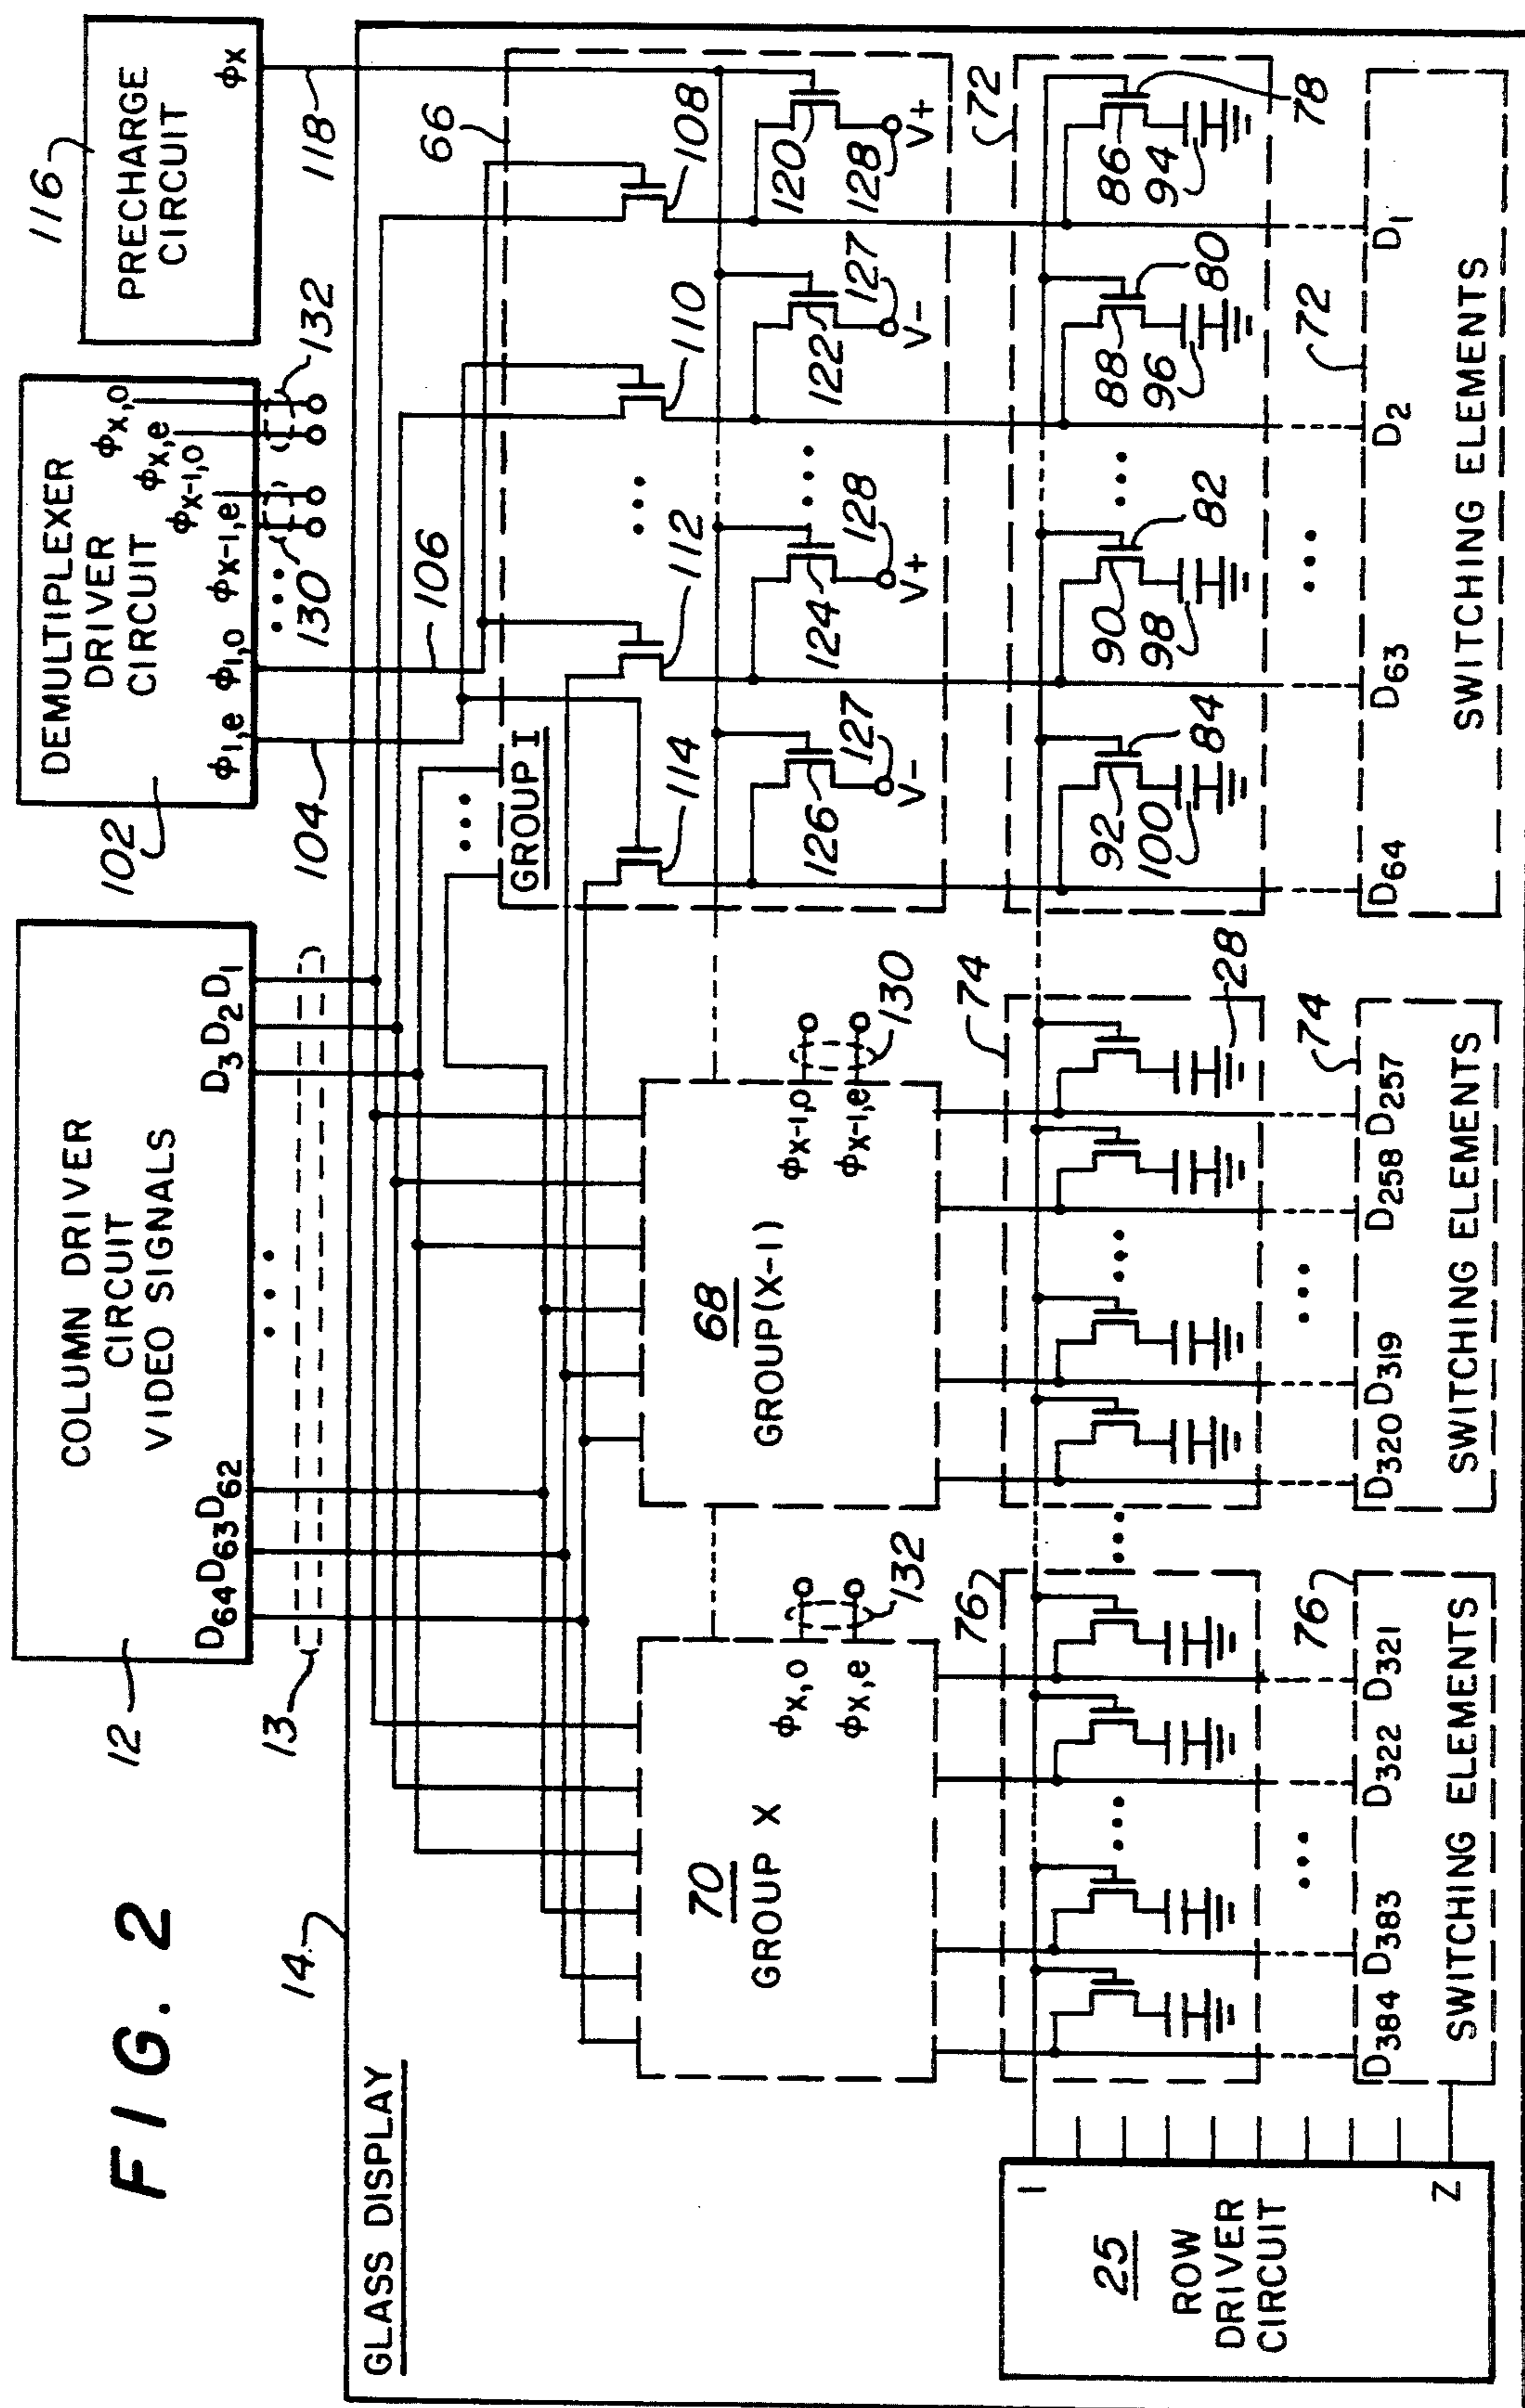 FIG. 2
12
COLUMN DRIVER
CIRCUIT
VIDEO SIGNALS
D64 D63 D62 ... D3 D2 D1
13
102
DEMULTIPLEXER
DRIVER
CIRCUIT
ϕ1,e ϕ1,o ... ϕX-1,e ϕX-1,o ϕX,e ϕX,o
104
106
130
132
116
PRECHARGE
CIRCUIT
ϕX
118
14
GLASS DISPLAY
70
GROUP X
ϕX,o
ϕX,e
132
68
GROUP(X-1)
ϕX-1,o
ϕX-1,e
130
...
GROUP I
66
114
112
...
110
108
126
127
V-
124
128
V+
...
122
127
V-
120
128
V+
25
ROW
DRIVER
CIRCUIT
I
Z
76
...
...
74
...
28
72
92
100
84
90
98
82
...
88
96
80
86
94
78
76
...
D384 D383 D322 D321
SWITCHING ELEMENTS
74
...
D320 D319 D258 D257
SWITCHING ELEMENTS
72
...
D64 D63 D2 D1
SWITCHING ELEMENTS